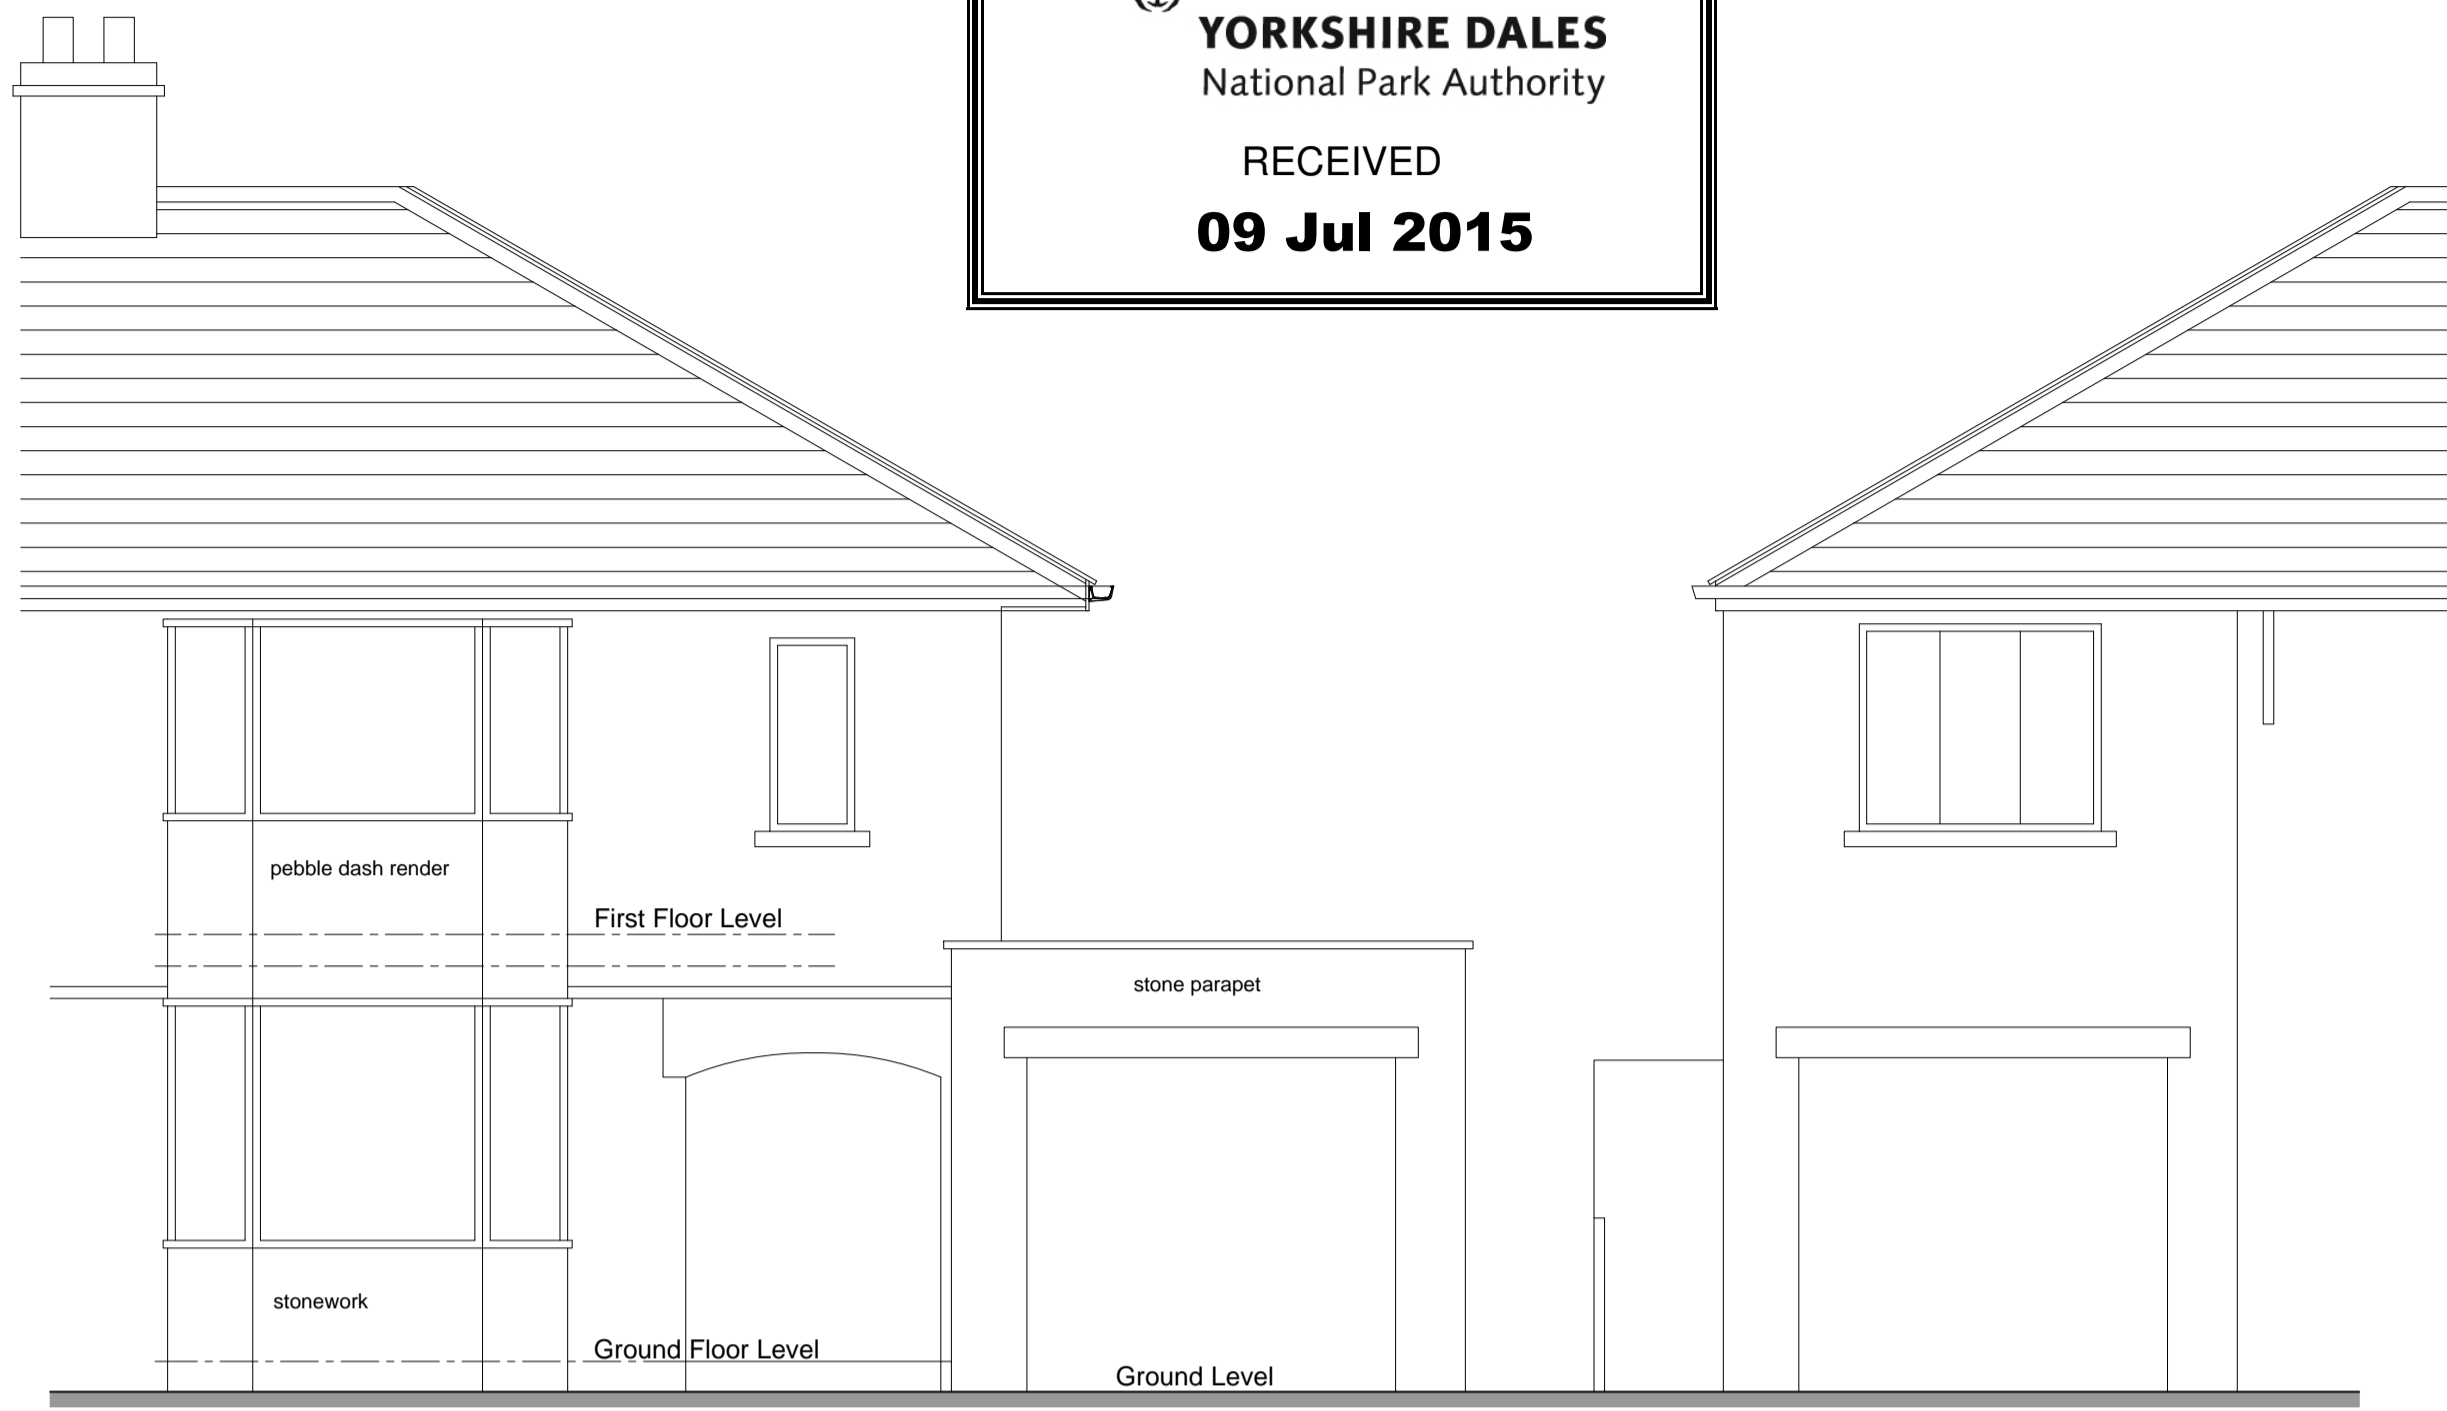 YORKSHIRE DALES
National Park Authority
RECEIVED
09 Jul 2015
pebble dash render
First Floor Level
stone parapet
stonework
Ground Floor Level
Ground Level